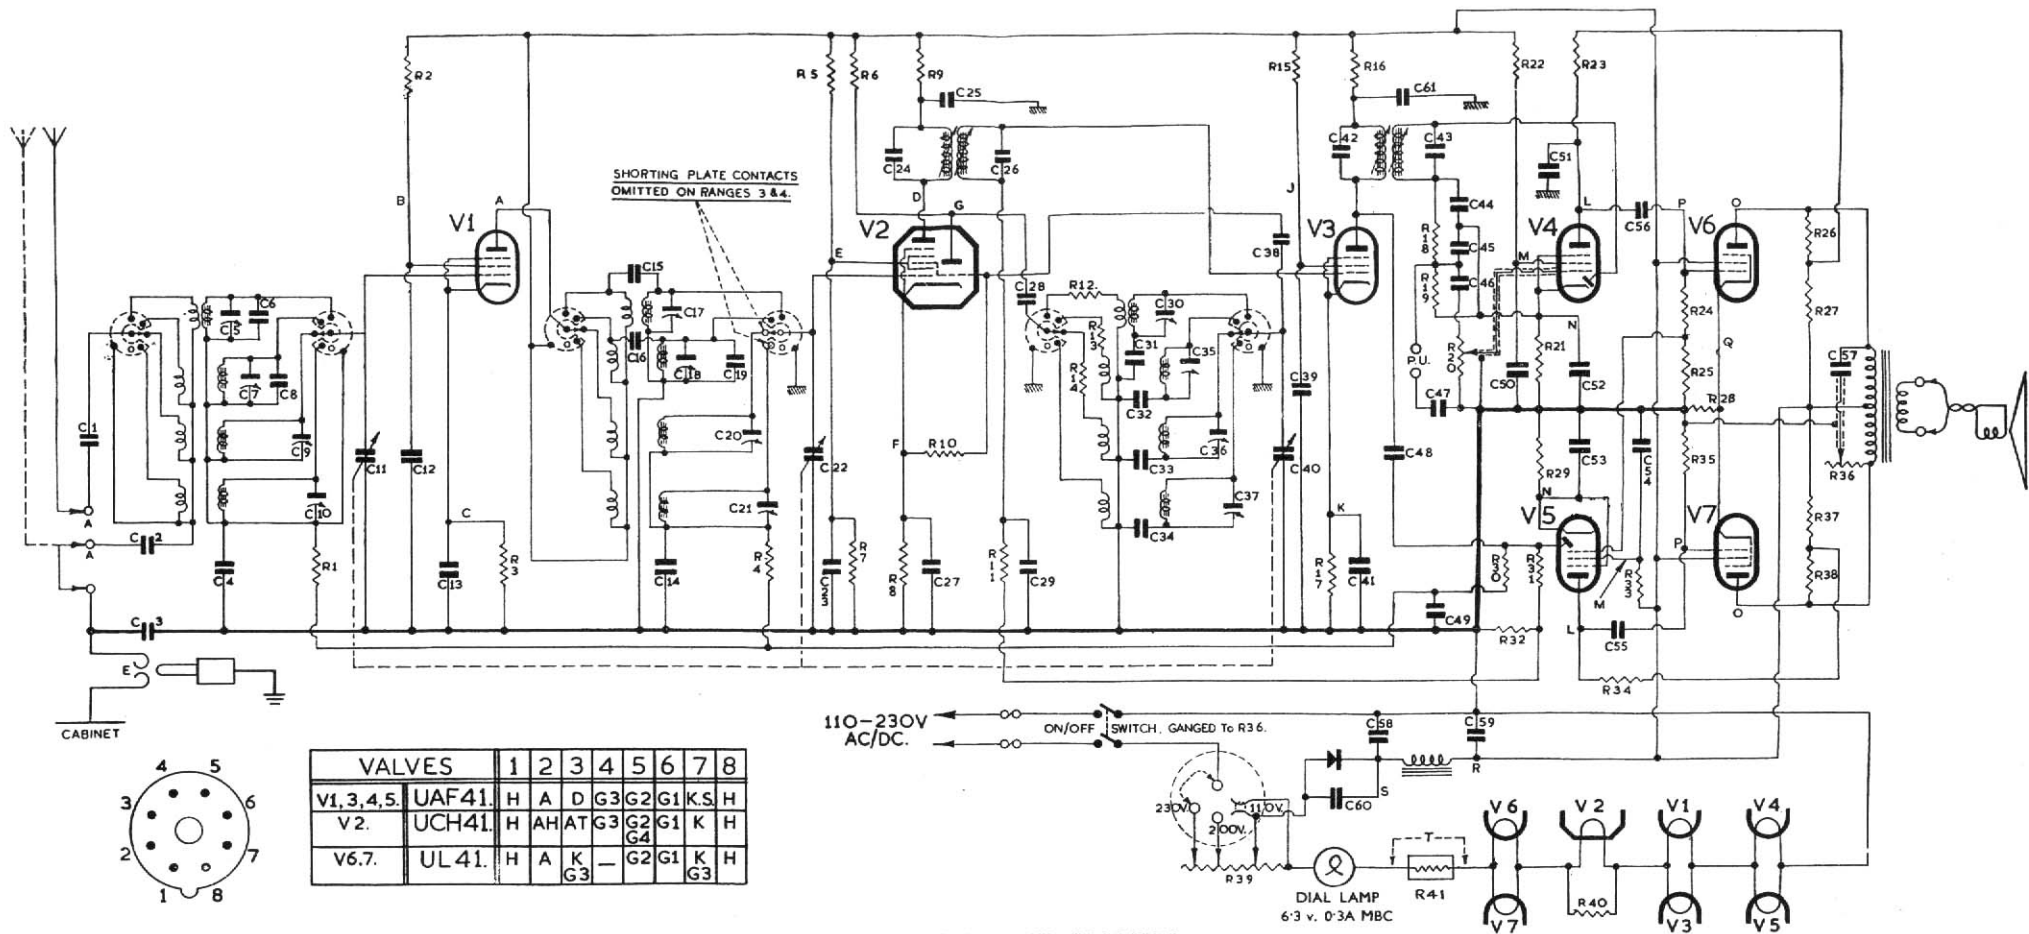 R2
R5
R6
R9
C25
R15
R16
C61
R22
R23
C24
C26
C42
C43
C51
SHORTING PLATE CONTACTS
OMITTED ON RANGES 3 & 4.
B
A
V1
D
G
V2
E
J
V3
C44
R18
C45
C46
R19
M
V4
L
C56
P
V6
O
R26
C38
C15
C17
C28
R12.
C30
R13
C31
C35
R14
C6
C5
C7
C8
C16
C18
C19
C39
P.U.
R20
C47
C50
N
R21
C52
R24
R25
Q
R28
R27
C57
C1
C9
C11
C12
C20
C22
F
R10
C32
C33
C36
C40
C48
R29
C53
C54
R35
R36
C10
C21
C37
C34
A
A
C2
C4
R1
C
C13
R3
C14
R4
C23
R7
R8
C27
R11
C29
K
R17
C41
C49
R30
R31
N
V5
M
R33
P
V7
O
R37
R38
C3
R32
L
C55
R34
E
CABINET
110-230V
AC/DC.
ON/OFF SWITCH, GANGED To R36.
C58
C59
R
S
C60
230V.
200V.
110V.
R39
DIAL LAMP
6·3 v. 0·3A MBC
T
R41
V6
V7
V2
R40
V1
V3
V4
V5
4 5
3 6
2 7
1 8
VALVES 1 2 3 4 5 6 7 8
V1,3,4,5. UAF41. H A D G3 G2 G1 K.S. H
V2. UCH41. H AH AT G3 G2 G4 G1 K H
V6.7. UL41. H A K G3 — G2 G1 K G3 H